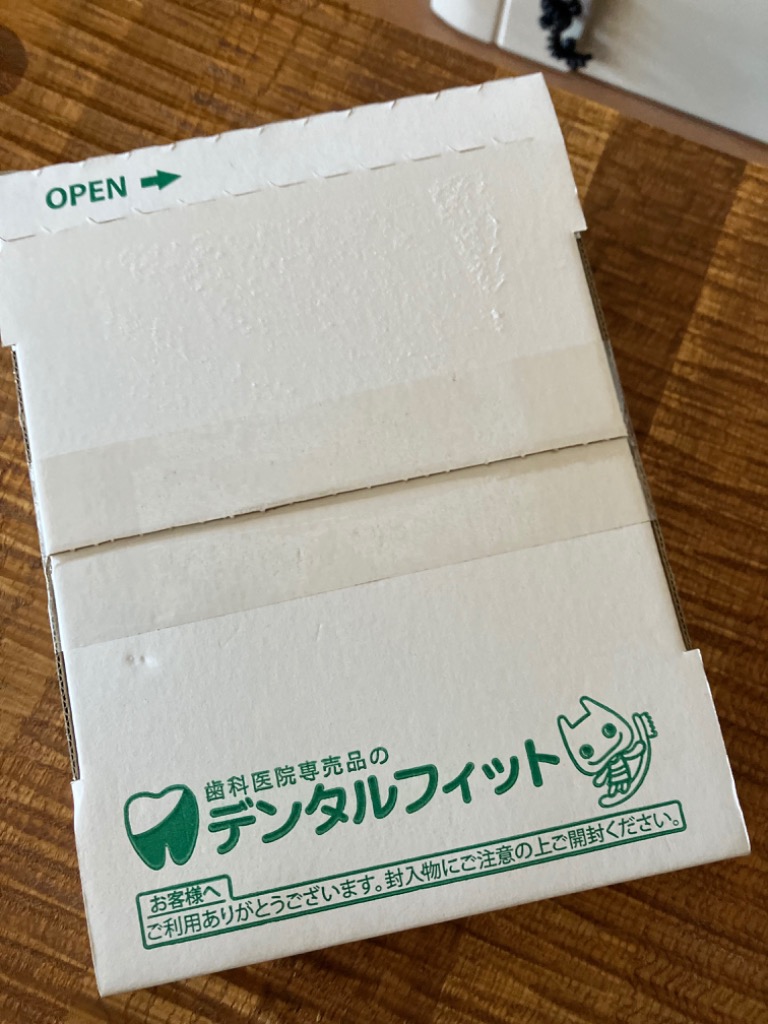 OPEN →
歯科医院専売品の
デンタルフィット
お客様へ
ご利用ありがとうございます。封入物にご注意の上ご開封ください。